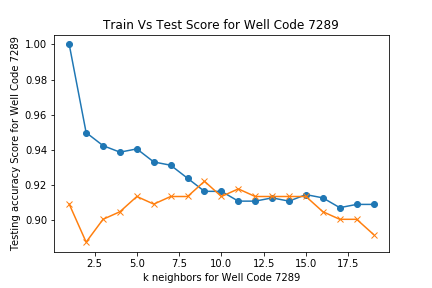 Train Vs Test Score for Well Code 7289
Testing accuracy Score for Well Code 7289
1.00
0.98
0.96
0.94
0.92
0.90
2.5 5.0 7.5 10.0 12.5 15.0 17.5
k neighbors for Well Code 7289